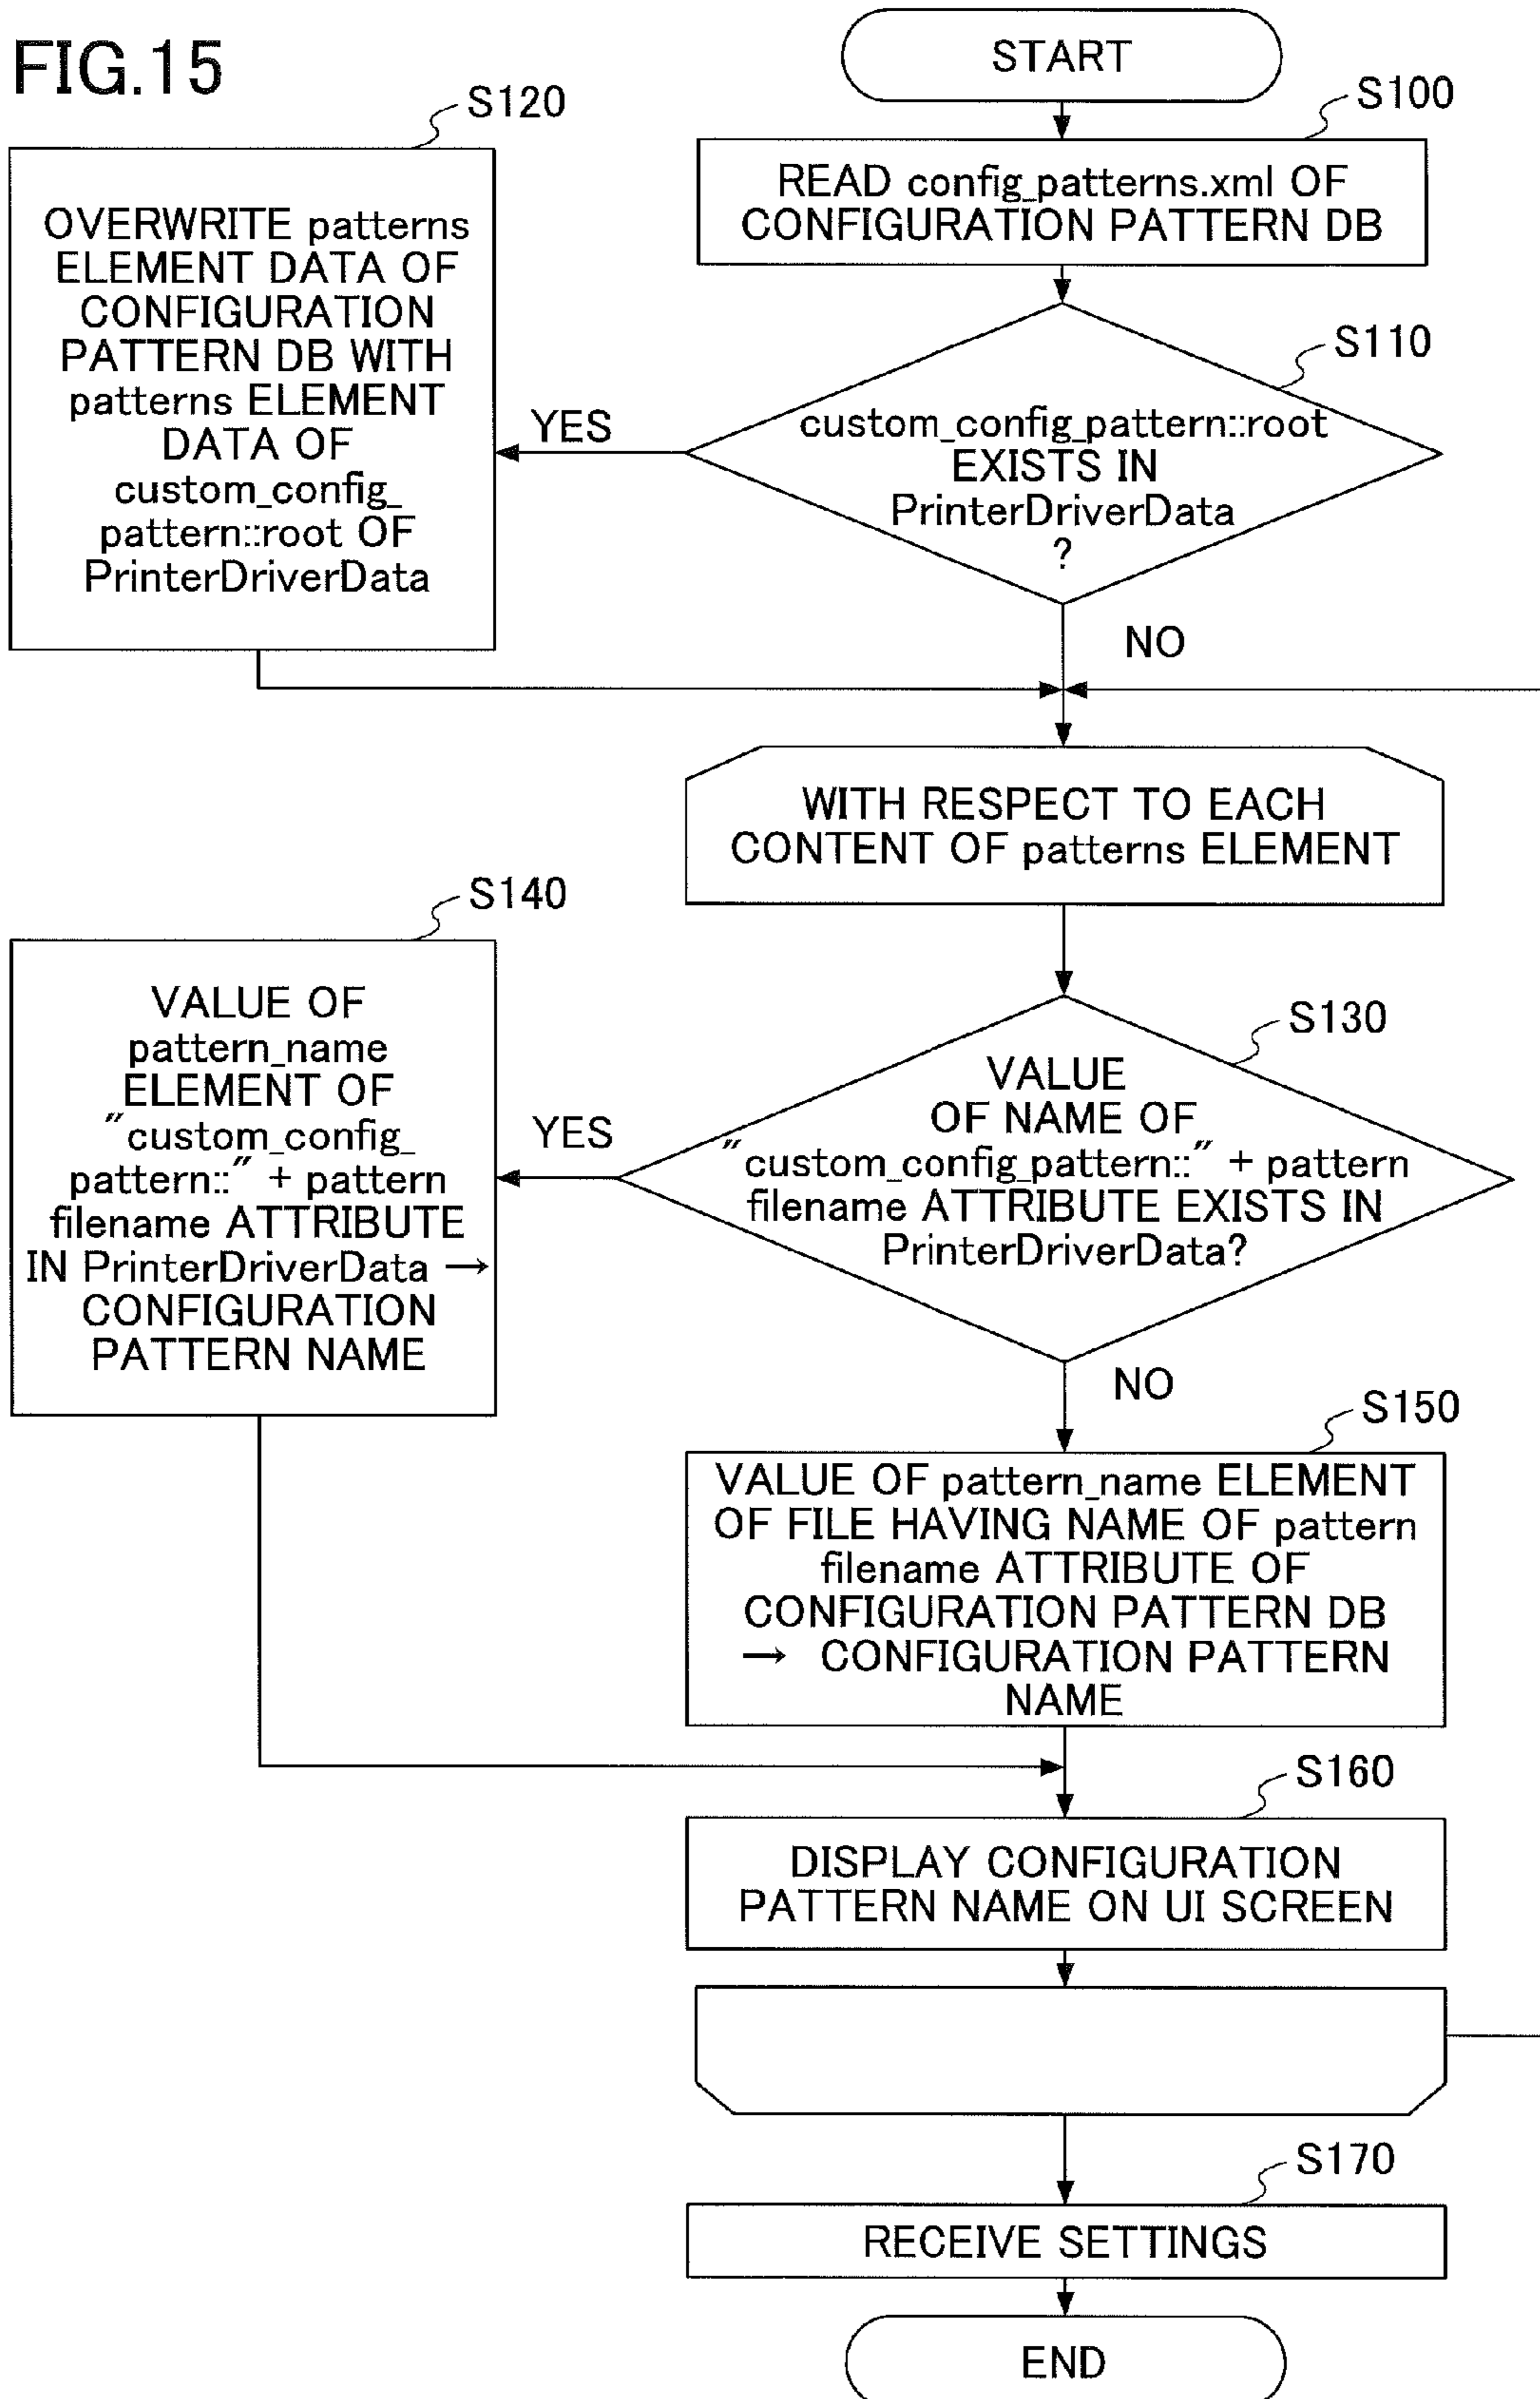 FIG.15
START
S100
READ config_patterns.xml OF
CONFIGURATION PATTERN DB
S110
custom_config_pattern::root
EXISTS IN
PrinterDriverData
?
YES
NO
S120
OVERWRITE patterns
ELEMENT DATA OF
CONFIGURATION
PATTERN DB WITH
patterns ELEMENT
DATA OF
custom_config_
pattern::root OF
PrinterDriverData
WITH RESPECT TO EACH
CONTENT OF patterns ELEMENT
S130
VALUE
OF NAME OF
"custom_config_pattern::" + pattern
filename ATTRIBUTE EXISTS IN
PrinterDriverData?
YES
NO
S140
VALUE OF
pattern_name
ELEMENT OF
"custom_config_
pattern::" + pattern
filename ATTRIBUTE
IN PrinterDriverData →
CONFIGURATION
PATTERN NAME
S150
VALUE OF pattern_name ELEMENT
OF FILE HAVING NAME OF pattern
filename ATTRIBUTE OF
CONFIGURATION PATTERN DB
→ CONFIGURATION PATTERN
NAME
S160
DISPLAY CONFIGURATION
PATTERN NAME ON UI SCREEN
S170
RECEIVE SETTINGS
END